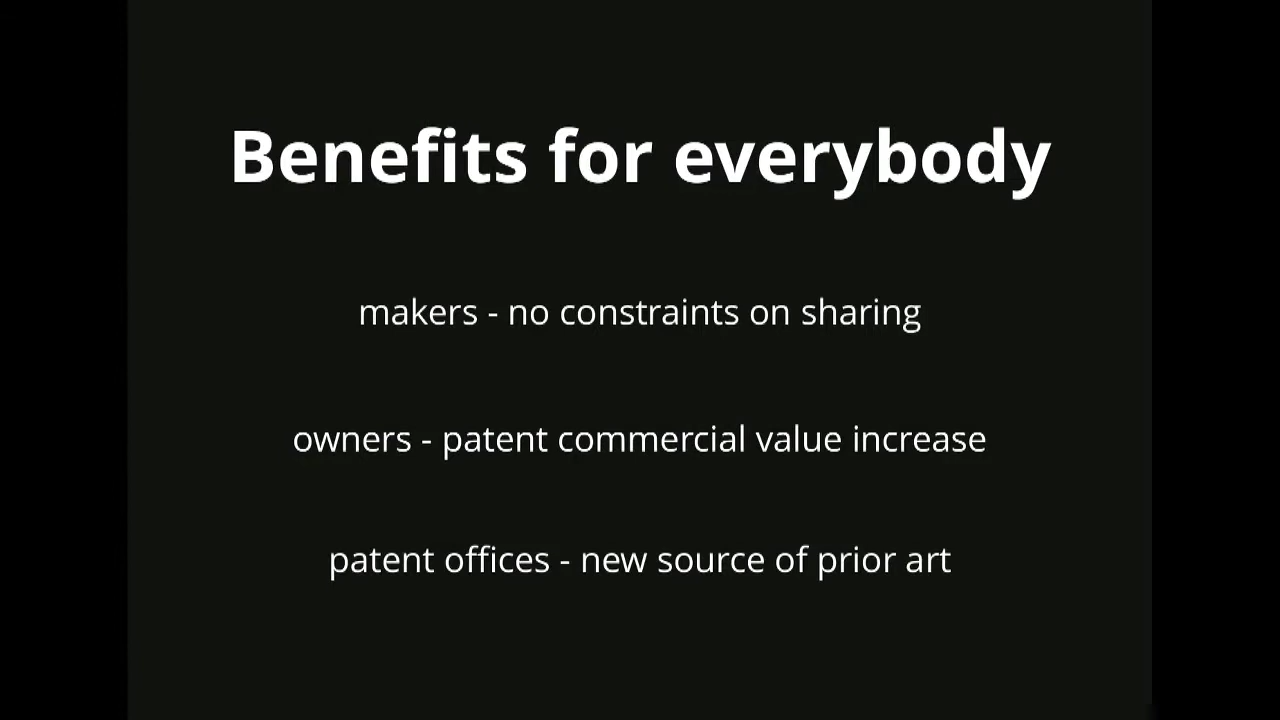 Benefits for everybody
makers - no constraints on sharing
owners - patent commercial value increase
patent offices - new source of prior art